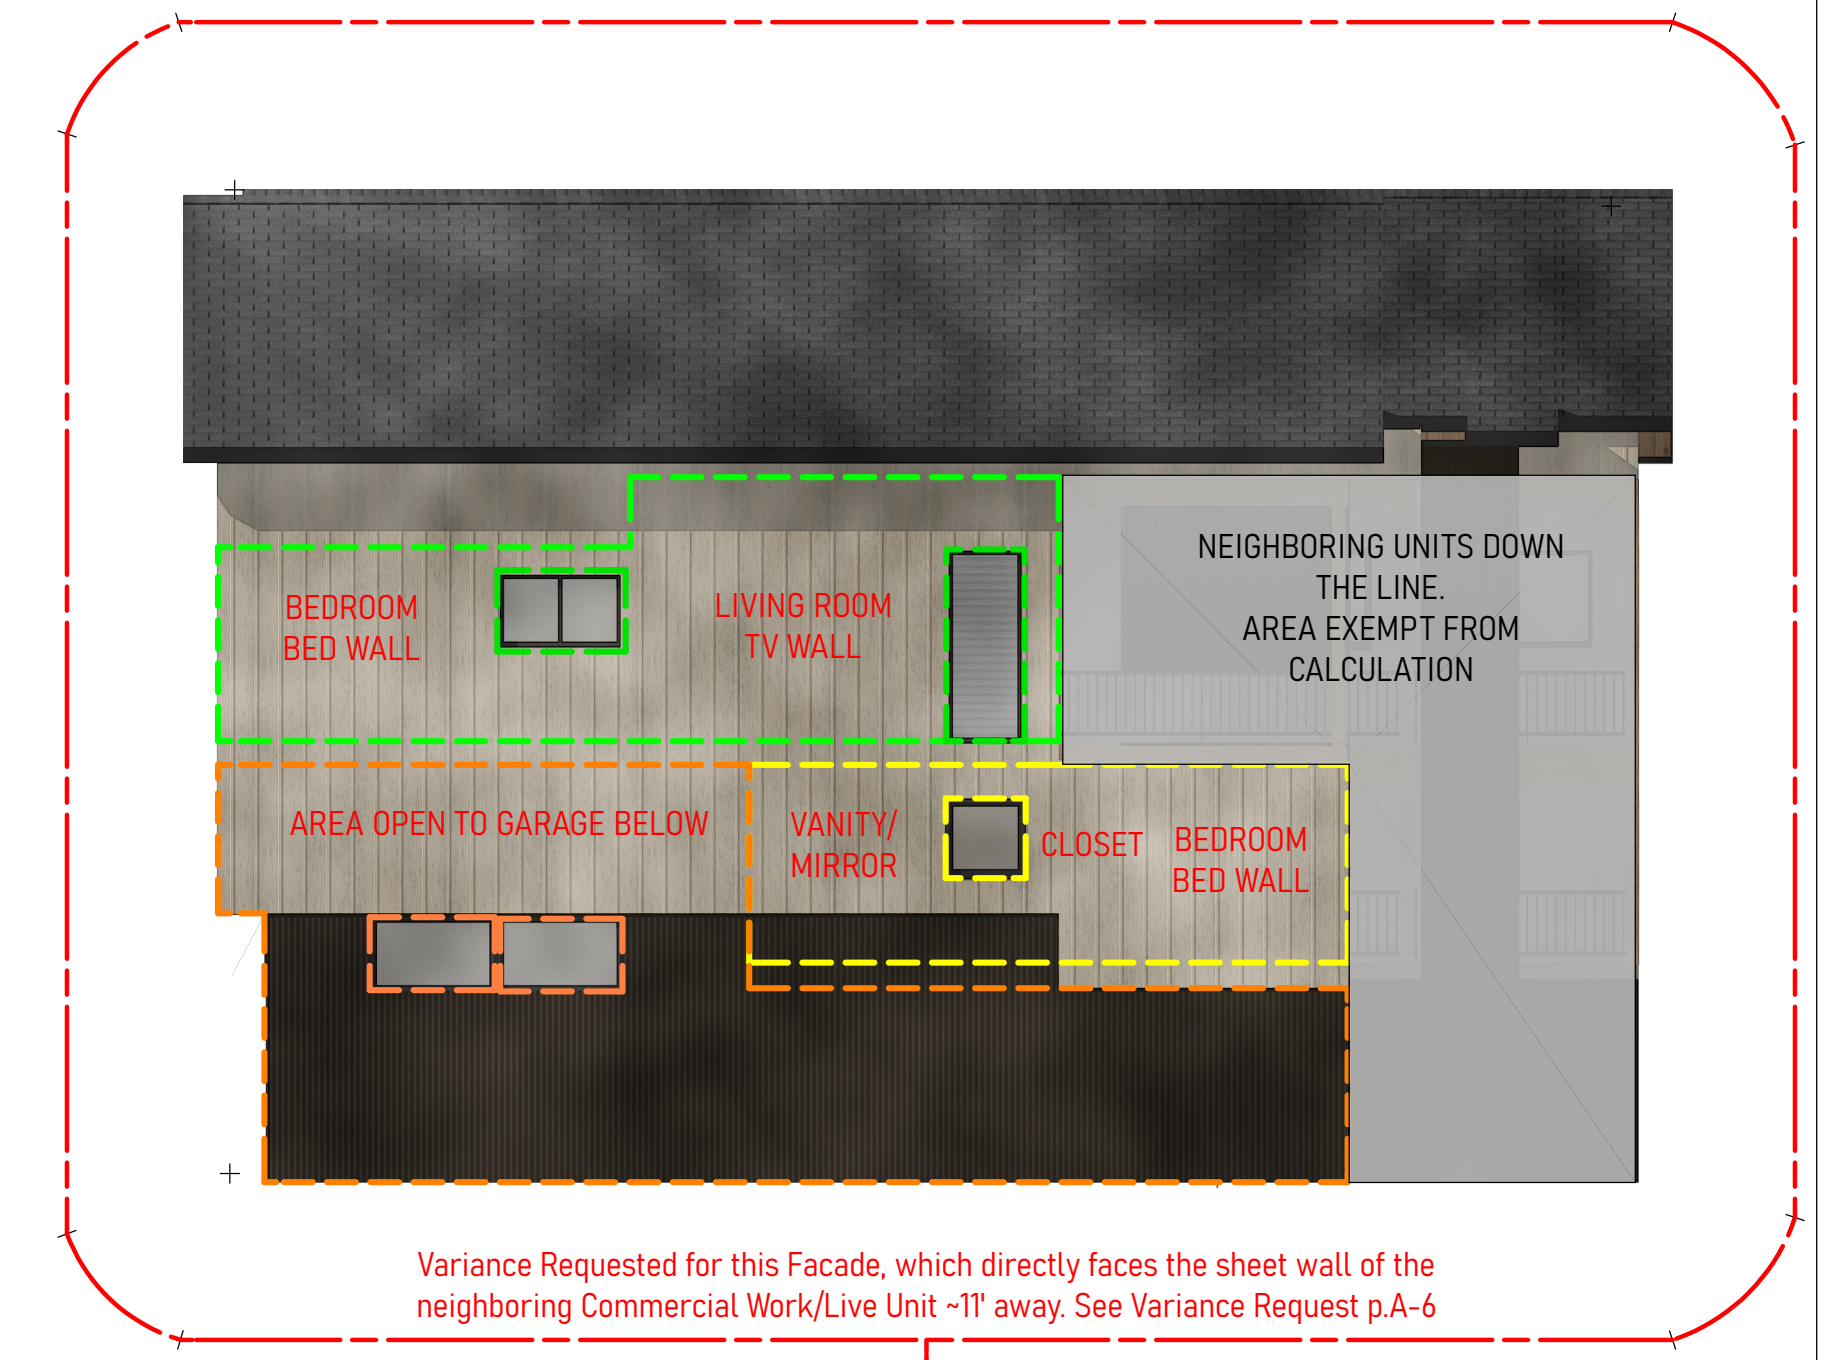 NEIGHBORING UNITS DOWN
THE LINE.
AREA EXEMPT FROM
CALCULATION
BEDROOM
BED WALL
LIVING ROOM
TV WALL
AREA OPEN TO GARAGE BELOW
VANITY/
MIRROR
CLOSET
BEDROOM
BED WALL
Variance Requested for this Facade, which directly faces the sheet wall of the
neighboring Commercial Work/Live Unit ~11' away. See Variance Request p.A-6